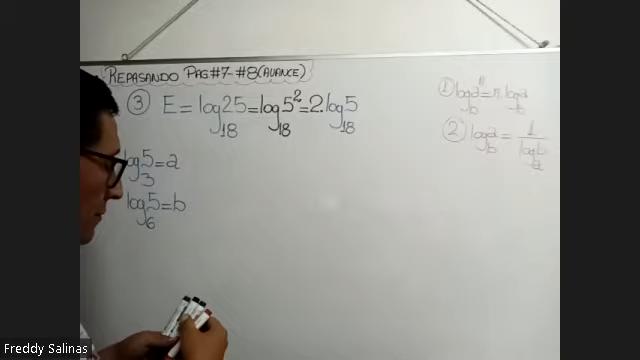 REPASANDO PAG#7-#8(AVANCE)
③ E = log₁₈25 = log₁₈5² = 2.log₁₈5
log₃5 = a
log₆5 = b
① log_b aⁿ = n.log_b a
② log_b a = 1/log_a b
Freddy Salinas